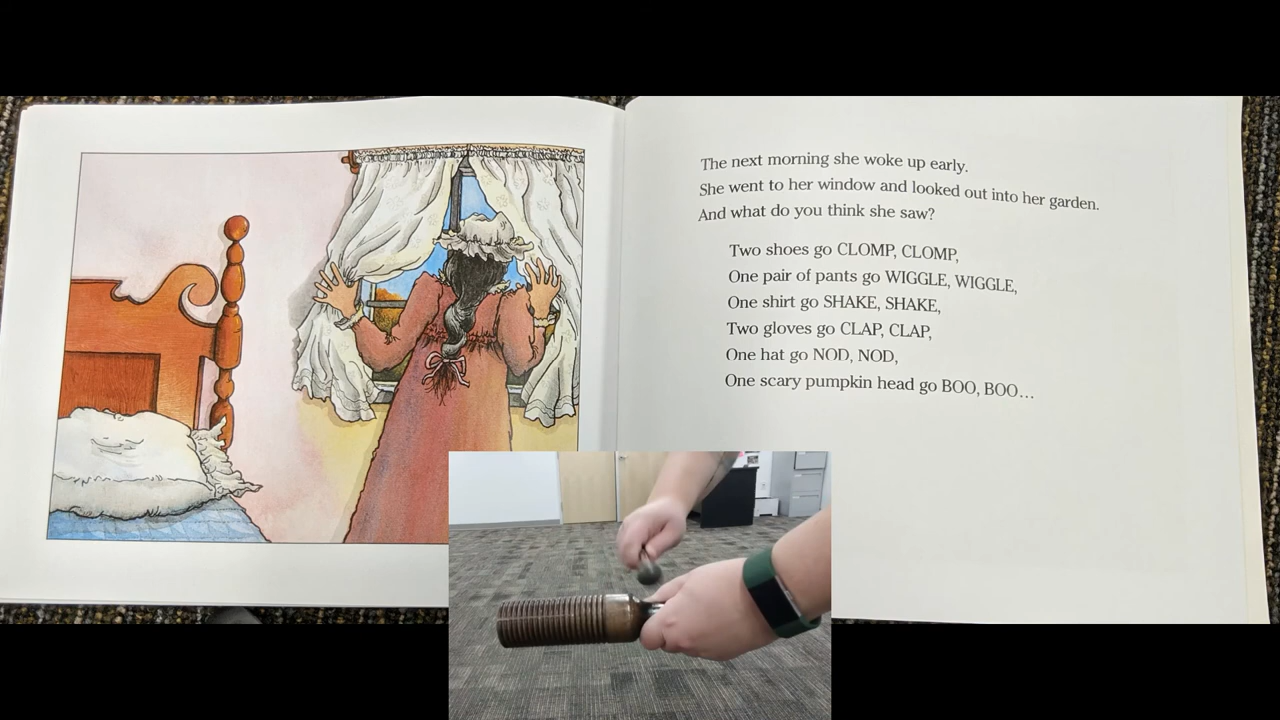 The next morning she woke up early.
She went to her window and looked out into her garden.
And what do you think she saw?
Two shoes go CLOMP, CLOMP,
One pair of pants go WIGGLE, WIGGLE,
One shirt go SHAKE, SHAKE,
Two gloves go CLAP, CLAP,
One hat go NOD, NOD,
One scary pumpkin head go BOO, BOO...